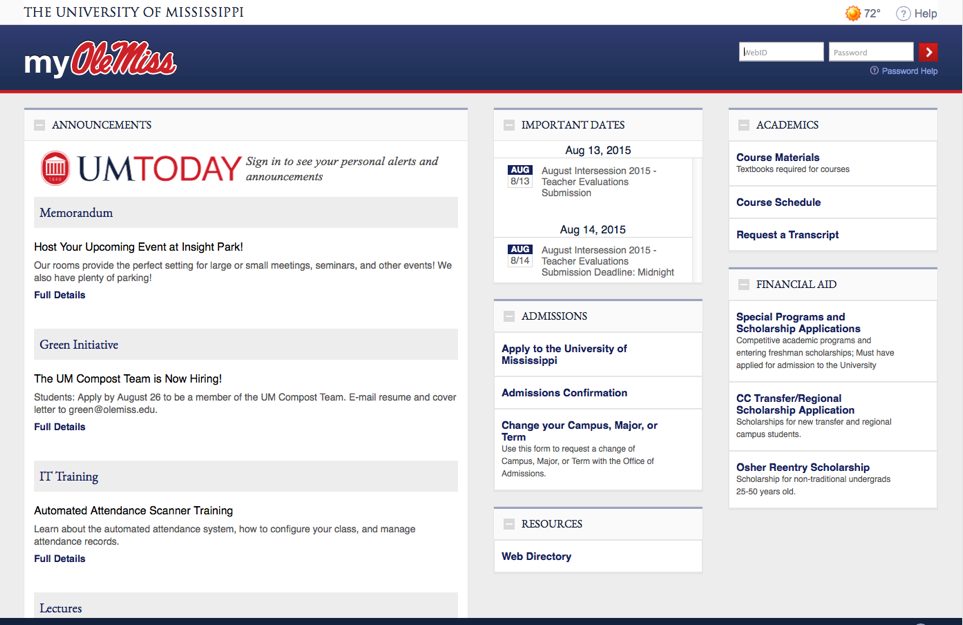 THE UNIVERSITY OF MISSISSIPPI
72°
? Help
my Ole Miss
WebID
Password
? Password Help
ANNOUNCEMENTS
UMTODAY
Sign in to see your personal alerts and
announcements
Memorandum
Host Your Upcoming Event at Insight Park!
Our rooms provide the perfect setting for large or small meetings, seminars, and other events! We
also have plenty of parking!
Full Details
Green Initiative
The UM Compost Team is Now Hiring!
Students: Apply by August 26 to be a member of the UM Compost Team. E-mail resume and cover
letter to green@olemiss.edu.
Full Details
IT Training
Automated Attendance Scanner Training
Learn about the automated attendance system, how to configure your class, and manage
attendance records.
Full Details
Lectures
IMPORTANT DATES
Aug 13, 2015
AUG
8/13
August Intersession 2015 -
Teacher Evaluations
Submission
Aug 14, 2015
AUG
8/14
August Intersession 2015 -
Teacher Evaluations
Submission Deadline: Midnight
ADMISSIONS
Apply to the University of
Mississippi
Admissions Confirmation
Change your Campus, Major, or
Term
Use this form to request a change of
Campus, Major, or Term with the Office of
Admissions.
RESOURCES
Web Directory
ACADEMICS
Course Materials
Textbooks required for courses
Course Schedule
Request a Transcript
FINANCIAL AID
Special Programs and
Scholarship Applications
Competitive academic programs and
entering freshman scholarships; Must have
applied for admission to the University
CC Transfer/Regional
Scholarship Application
Scholarships for new transfer and regional
campus students.
Osher Reentry Scholarship
Scholarship for non-traditional undergrads
25-50 years old.